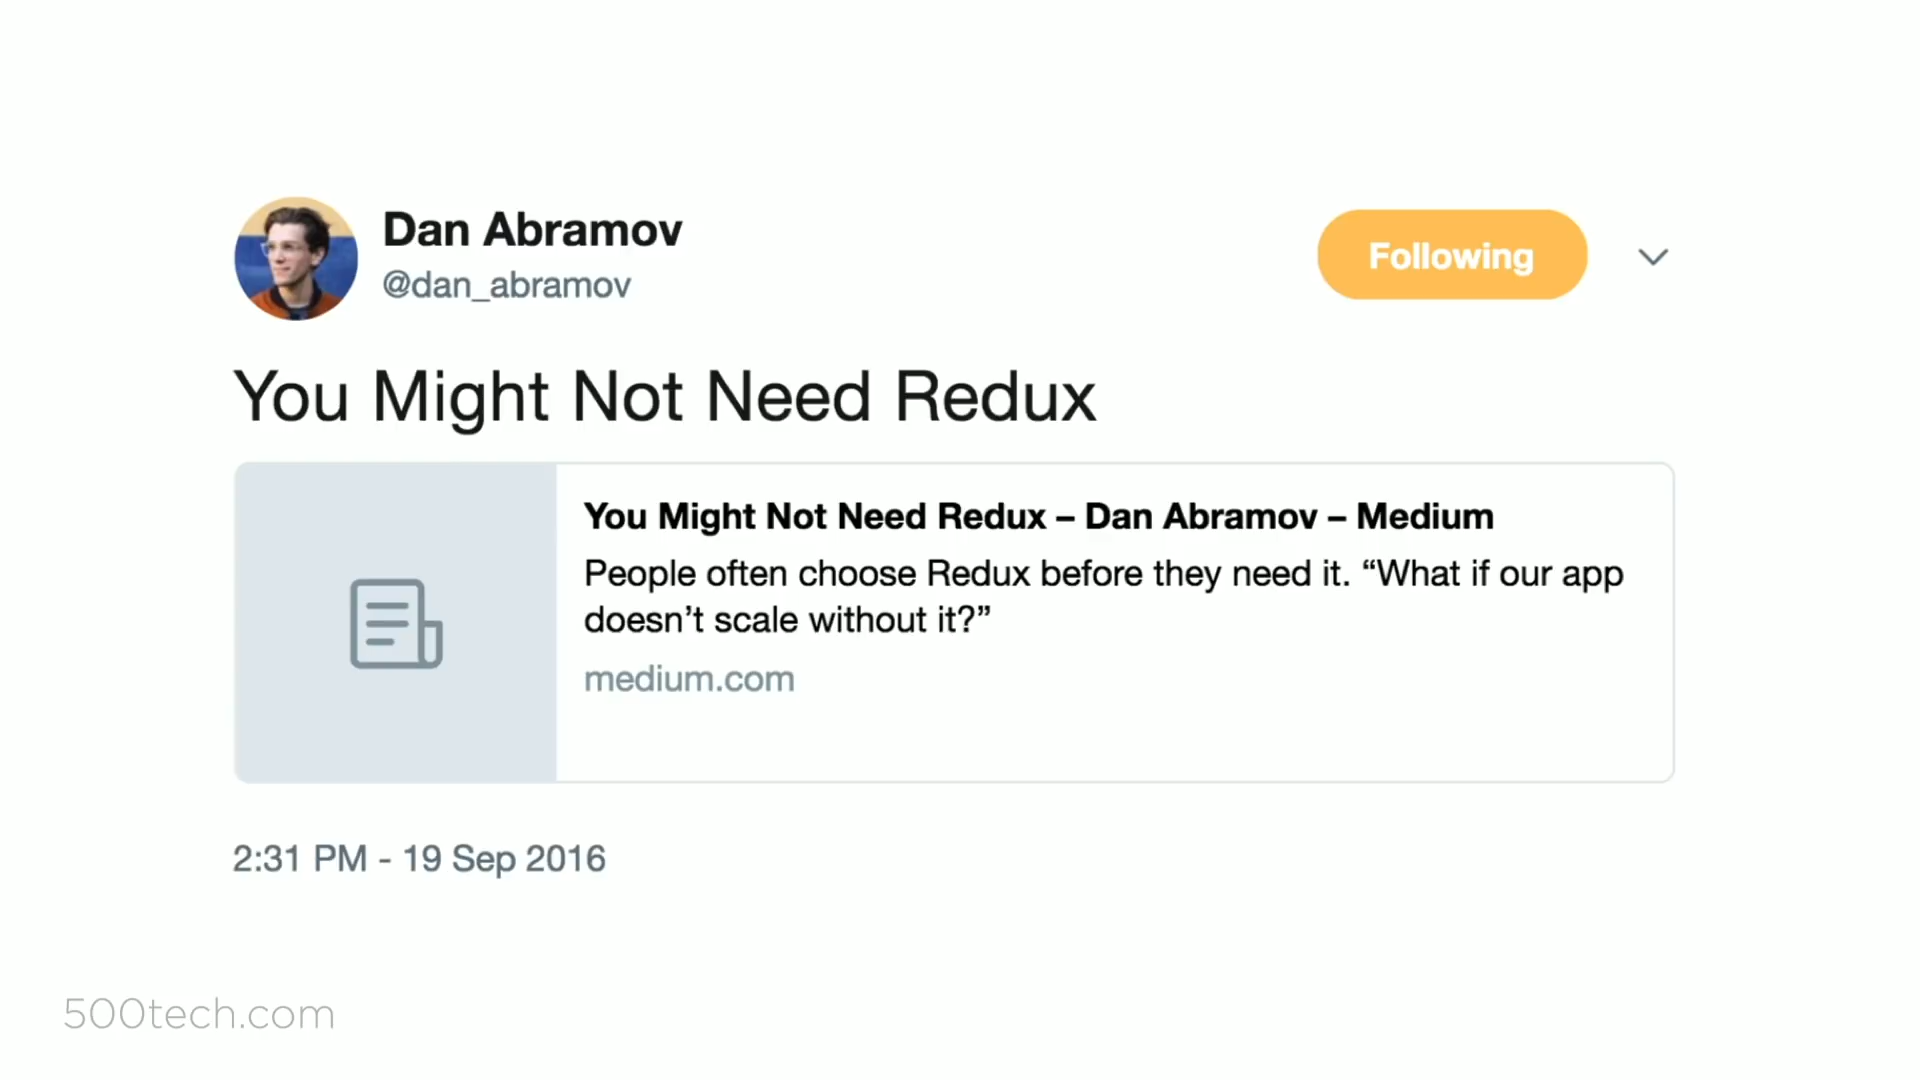 Dan Abramov
@dan_abramov
Following
You Might Not Need Redux
You Might Not Need Redux – Dan Abramov – Medium
People often choose Redux before they need it. “What if our app
doesn’t scale without it?”
medium.com
2:31 PM - 19 Sep 2016
500tech.com